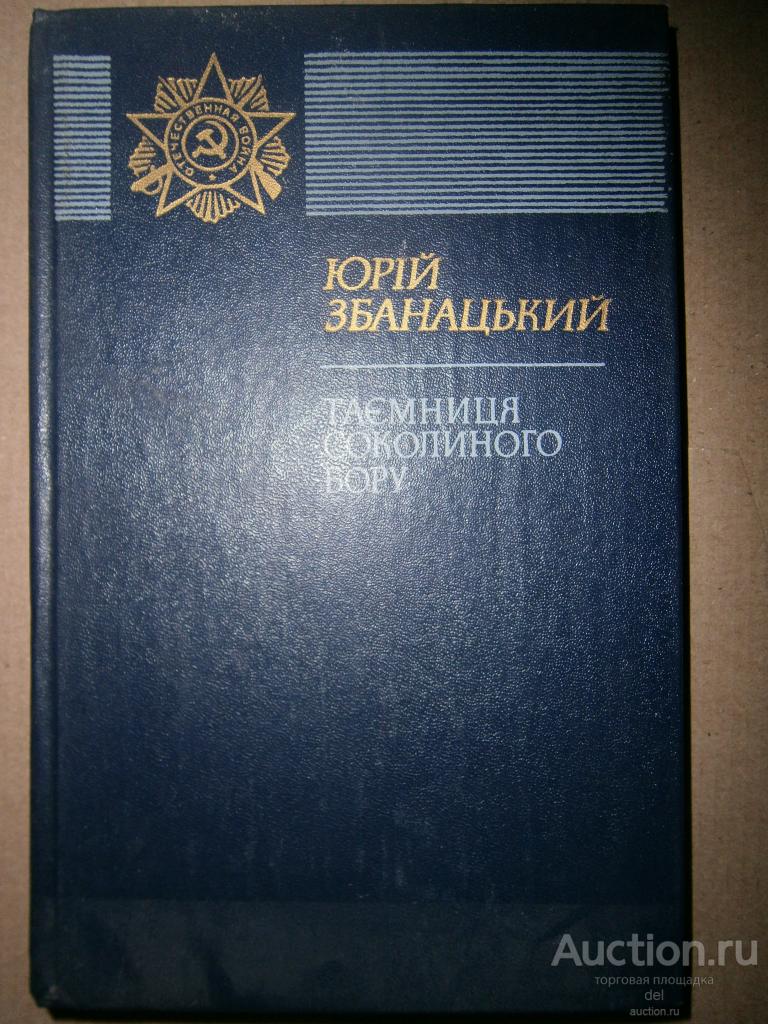 ОТЕЧЕСТВЕННАЯ ВОЙНА
ЮРІЙ
ЗБАНАЦЬКИЙ
ТАЄМНИЦЯ
СОКОЛИНОГО
БОРУ
Auction.ru
торговая площадка
del
auction.ru